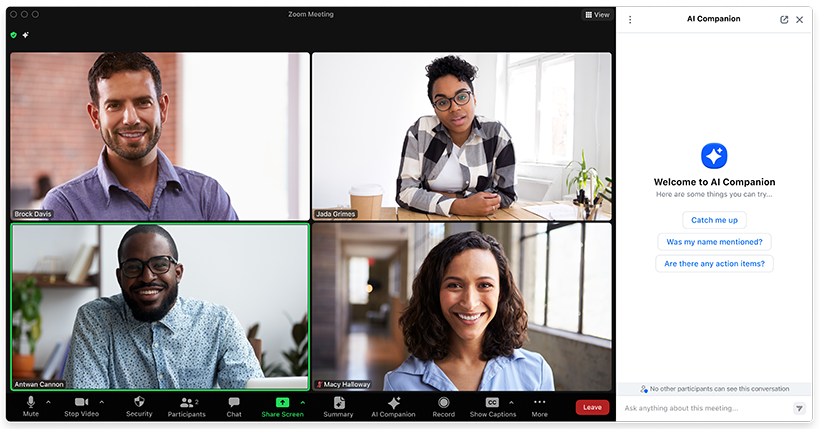 Zoom Meeting
View
AI Companion
Brock Davis
Jada Grimes
Antwan Cannon
Macy Halloway
Welcome to AI Companion
Here are some things you can try...
Catch me up
Was my name mentioned?
Are there any action items?
No other participants can see this conversation
Ask anything about this meeting...
Mute
Stop Video
Security
Participants
2
Chat
Share Screen
Summary
AI Companion
Record
CC
Show Captions
More
Leave